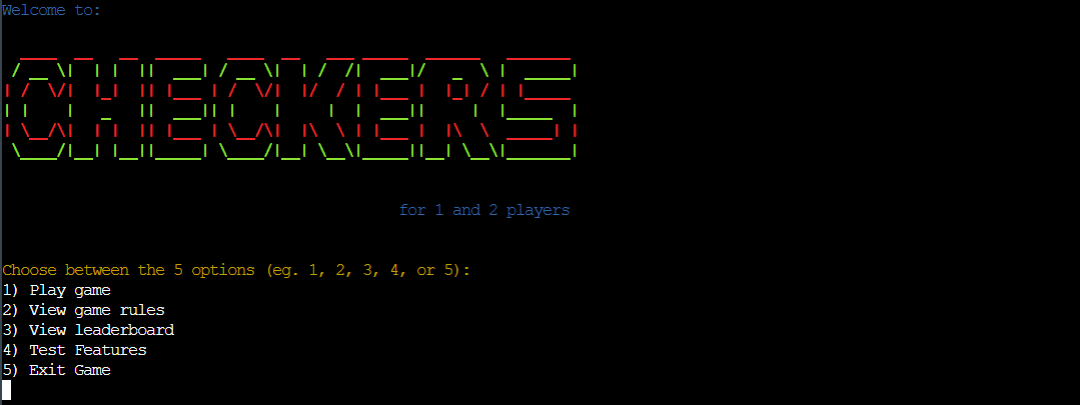 Welcome to:
CHECKERS
for 1 and 2 players
Choose between the 5 options (eg. 1, 2, 3, 4, or 5):
1) Play game
2) View game rules
3) View leaderboard
4) Test Features
5) Exit Game